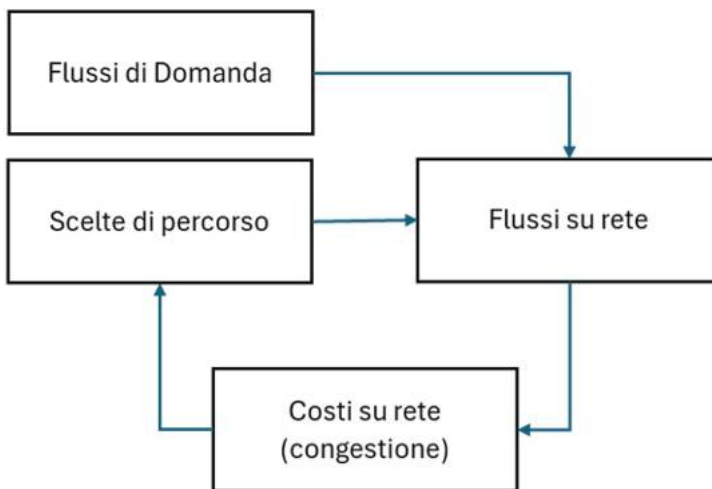 Flussi di Domanda
Scelte di percorso
Flussi su rete
Costi su rete
(congestione)